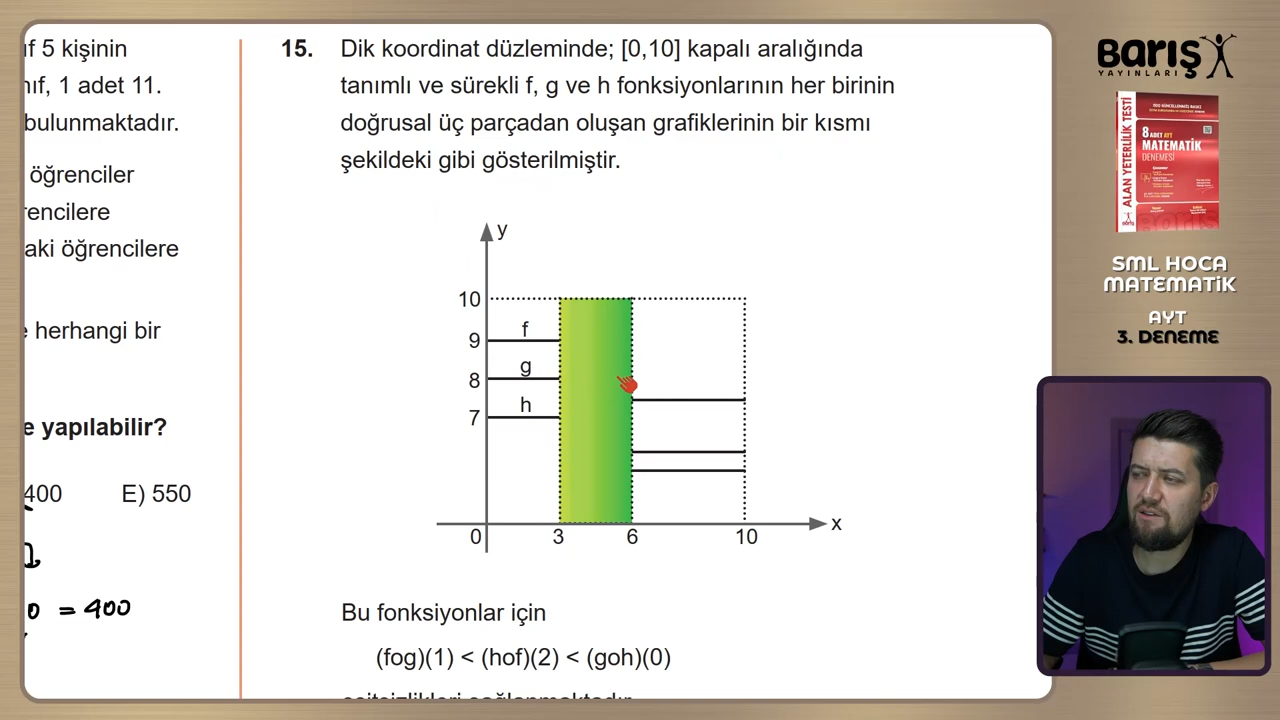 ıf 5 kişinin
nıf, 1 adet 11.
bulunmaktadır.
öğrenciler
rencilere
aki öğrencilere
e herhangi bir
e yapılabilir?
400 E) 550
0 = 400
15. Dik koordinat düzleminde; [0,10] kapalı aralığında
tanımlı ve sürekli f, g ve h fonksiyonlarının her birinin
doğrusal üç parçadan oluşan grafiklerinin bir kısmı
şekildeki gibi gösterilmiştir.
y
10
9 f
8 g
7 h
0 3 6 10 x
Bu fonksiyonlar için
(fog)(1) < (hof)(2) < (goh)(0)
eşitsizlikleri sağlanmaktadır
Barış
YAYINLARI
ALAN YETERLİLİK TESTİ
8 ADET AYT
MATEMATİK
DENEMESİ
SML HOCA
MATEMATİK
AYT
3. DENEME